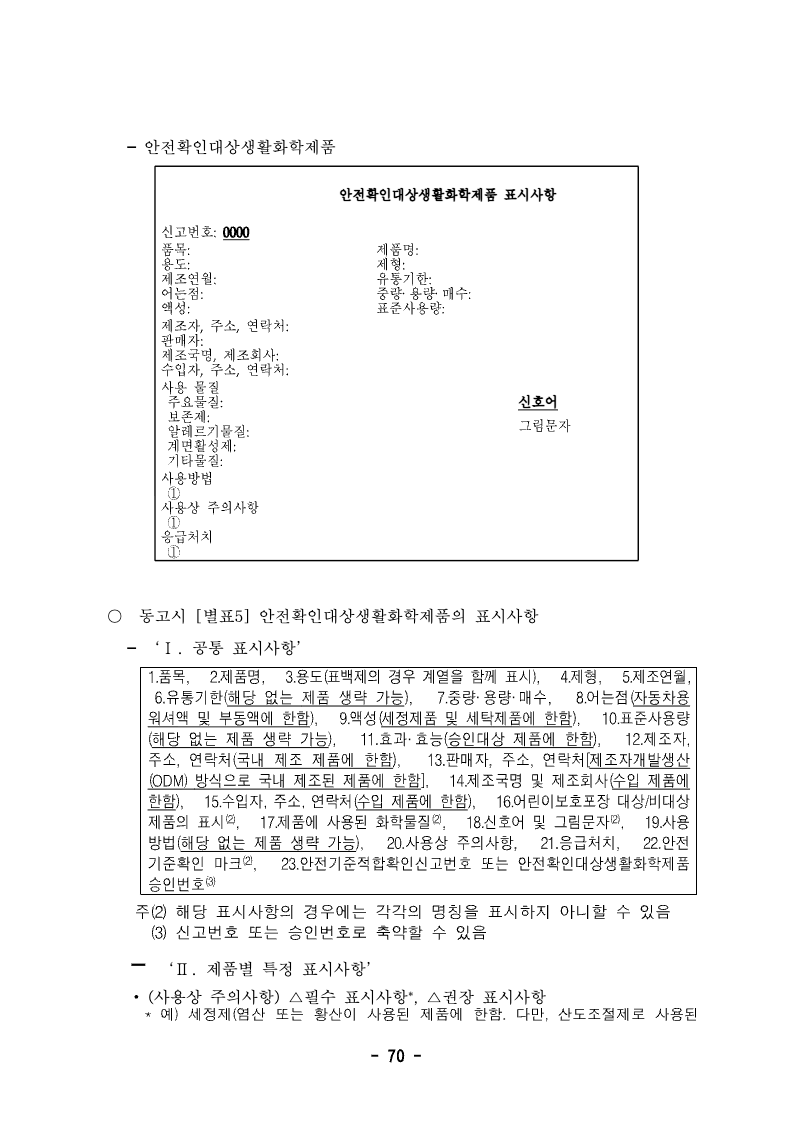 - 안전확인대상생활화학제품
안전확인대상생활화학제품 표시사항
신고번호: 0000
품목: 제품명:
용도: 제형:
제조연월: 유통기한:
어는점: 중량·용량·매수:
액성: 표준사용량:
제조자, 주소, 연락처:
판매자:
제조국명, 제조회사:
수입자, 주소, 연락처:
사용 물질
주요물질: 신호어
보존제:
알레르기물질: 그림문자
계면활성제:
기타물질:
사용방법
①
사용상 주의사항
①
응급처치
①
○ 동고시 [별표5] 안전확인대상생활화학제품의 표시사항
- ‘Ⅰ. 공통 표시사항’
1.품목, 2.제품명, 3.용도(표백제의 경우 계열을 함께 표시), 4.제형, 5.제조연월,
6.유통기한(해당 없는 제품 생략 가능), 7.중량·용량·매수, 8.어는점(자동차용
워셔액 및 부동액에 한함), 9.액성(세정제품 및 세탁제품에 한함), 10.표준사용량
(해당 없는 제품 생략 가능), 11.효과·효능(승인대상 제품에 한함), 12.제조자,
주소, 연락처(국내 제조 제품에 한함), 13.판매자, 주소, 연락처[제조자개발생산
(ODM) 방식으로 국내 제조된 제품에 한함], 14.제조국명 및 제조회사(수입 제품에
한함), 15.수입자, 주소, 연락처(수입 제품에 한함), 16.어린이보호포장 대상/비대상
제품의 표시⁽²⁾, 17.제품에 사용된 화학물질⁽²⁾, 18.신호어 및 그림문자⁽²⁾, 19.사용
방법(해당 없는 제품 생략 가능), 20.사용상 주의사항, 21.응급처치, 22.안전
기준확인 마크⁽²⁾, 23.안전기준적합확인신고번호 또는 안전확인대상생활화학제품
승인번호⁽³⁾
주(2) 해당 표시사항의 경우에는 각각의 명칭을 표시하지 아니할 수 있음
(3) 신고번호 또는 승인번호로 축약할 수 있음
- ‘Ⅱ. 제품별 특정 표시사항’
• (사용상 주의사항) △필수 표시사항*, △권장 표시사항
* 예) 세정제(염산 또는 황산이 사용된 제품에 한함. 다만, 산도조절제로 사용된
- 70 -